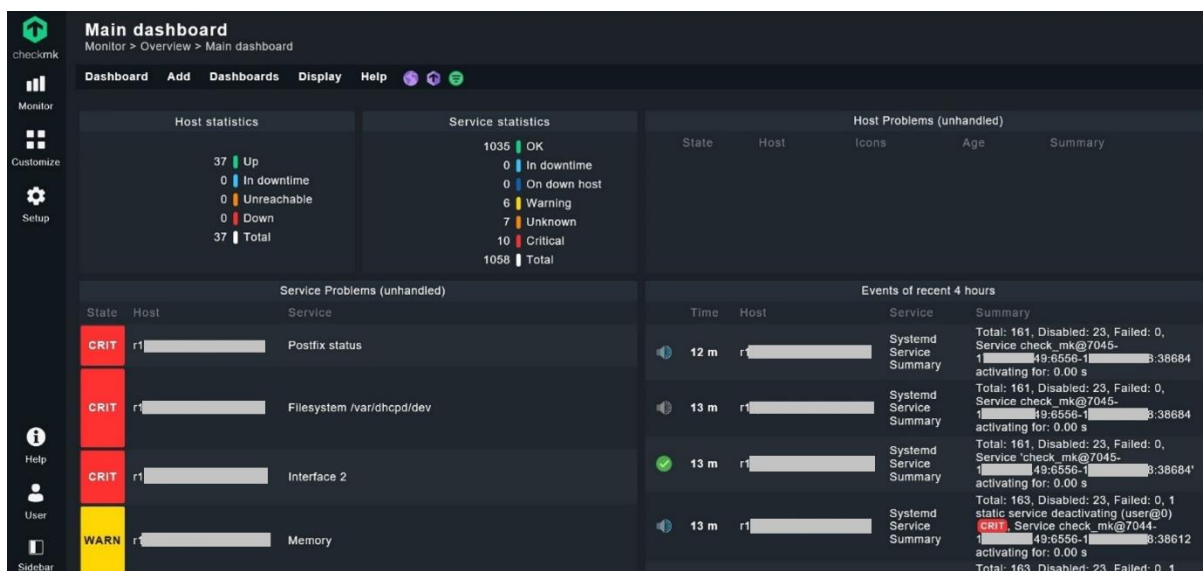 checkmk
Monitor
Customize
Setup
Help
User
Sidebar
Main dashboard
Monitor > Overview > Main dashboard
Dashboard Add Dashboards Display Help
Host statistics
37 Up
0 In downtime
0 Unreachable
0 Down
37 Total
Service statistics
1035 OK
0 In downtime
0 On down host
6 Warning
7 Unknown
10 Critical
1058 Total
Host Problems (unhandled)
State Host Icons Age Summary
Service Problems (unhandled)
State Host Service
CRIT r1 Postfix status
CRIT r1 Filesystem /var/dhcpd/dev
CRIT r1 Interface 2
WARN r1 Memory
Events of recent 4 hours
Time Host Service Summary
12 m r1
Systemd
Service
Summary
Total: 161, Disabled: 23, Failed: 0,
Service check_mk@7045-
1 49:6556-1 8:38684
activating for: 0.00 s
13 m r1
Systemd
Service
Summary
Total: 161, Disabled: 23, Failed: 0,
Service check_mk@7045-
1 49:6556-1 8:38684
activating for: 0.00 s
13 m r1
Systemd
Service
Summary
Total: 161, Disabled: 23, Failed: 0,
Service 'check_mk@7045-
1 .49:6556-1 8:38684'
activating for: 0.00 s
13 m r1
Systemd
Service
Summary
Total: 163, Disabled: 23, Failed: 0, 1
static service deactivating (user@0)
CRIT, Service check_mk@7044-
1 49:6556-1 8:38612
activating for: 0.00 s
Total: 163, Disabled: 23, Failed: 0, 1